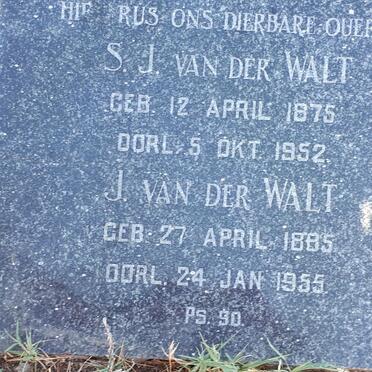 RUS ONS DIERBARE
S. J. VAN DER WALT
GEB. 12 APRIL 1875
OORL. 5 OKT. 1952
J. VAN DER WALT
GEB. 27 APRIL 1885
OORL. 24 JAN 1955
PS. 90.